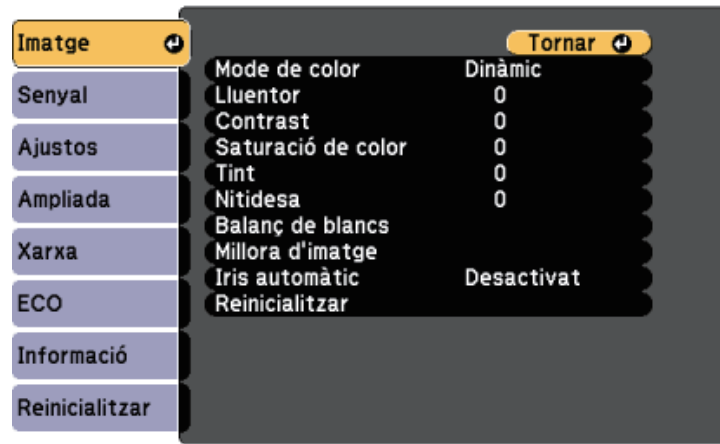 Imatge
Senyal
Ajustos
Ampliada
Xarxa
ECO
Informació
Reinicialitzar
Tornar
Mode de color Dinàmic
Lluentor 0
Contrast 0
Saturació de color 0
Tint 0
Nitidesa 0
Balanç de blancs
Millora d'imatge
Iris automàtic Desactivat
Reinicialitzar